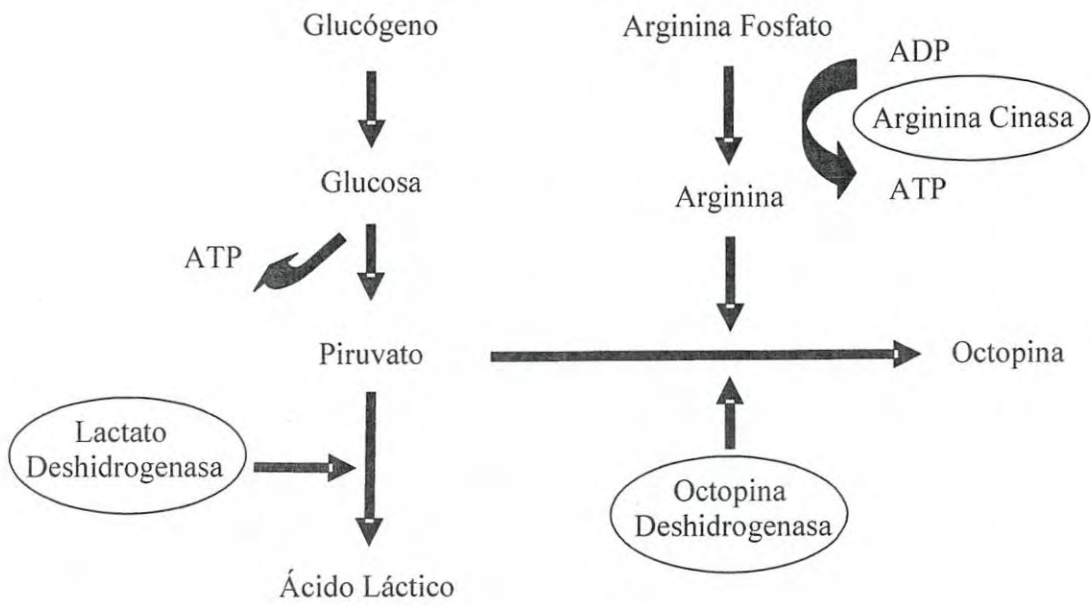 Glucógeno
Arginina Fosfato
ADP
Arginina Cinasa
Glucosa
Arginina
ATP
ATP
Piruvato
Octopina
Lactato
Deshidrogenasa
Octopina
Deshidrogenasa
Ácido Láctico